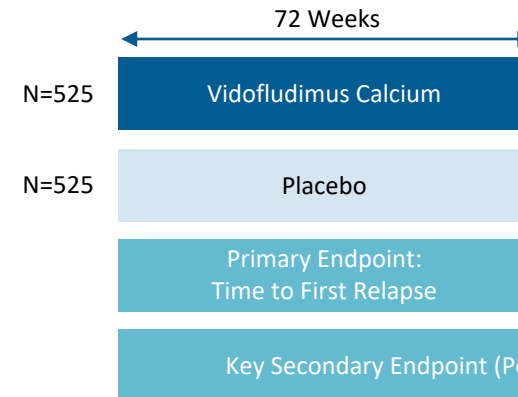 72 Weeks
N=525
Vidofludimus Calcium
N=525
Placebo
Primary Endpoint:
Time to First Relapse
Key Secondary Endpoint